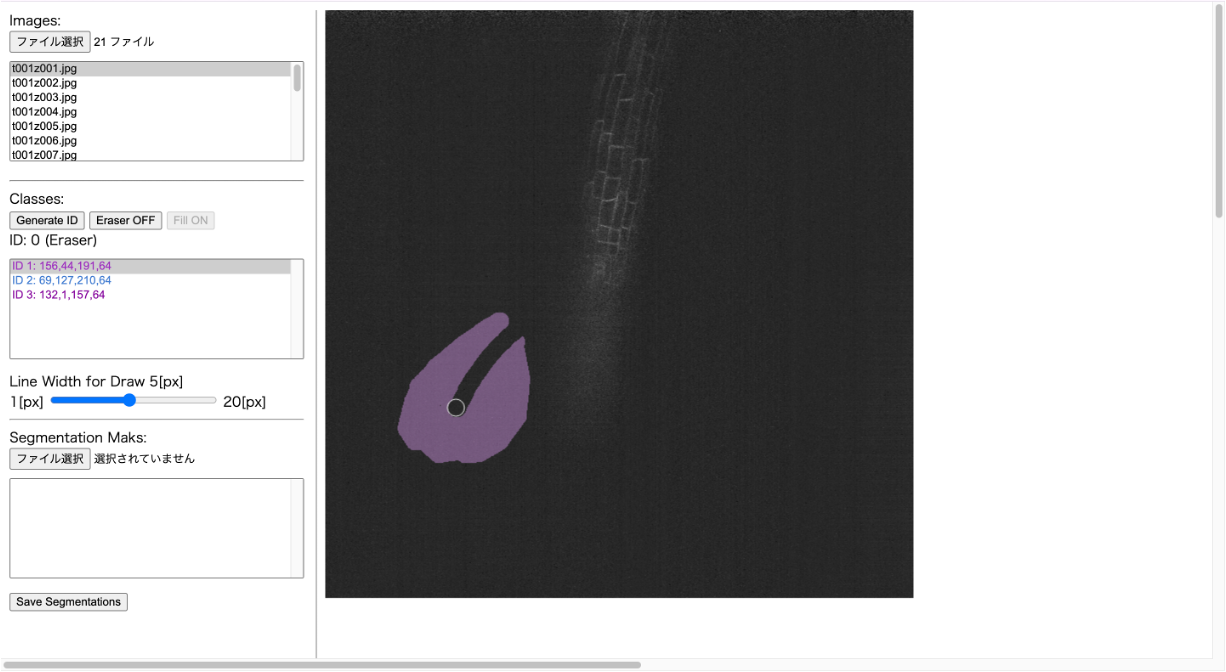 Images:
ファイル選択 21 ファイル
t001z001.jpg
t001z002.jpg
t001z003.jpg
t001z004.jpg
t001z005.jpg
t001z006.jpg
t001z007.jpg
Classes:
Generate ID Eraser OFF Fill ON
ID: 0 (Eraser)
ID 1: 156,44,191,64
ID 2: 69,127,210,64
ID 3: 132,1,157,64
Line Width for Draw 5[px]
1[px] 20[px]
Segmentation Maks:
ファイル選択 選択されていません
Save Segmentations